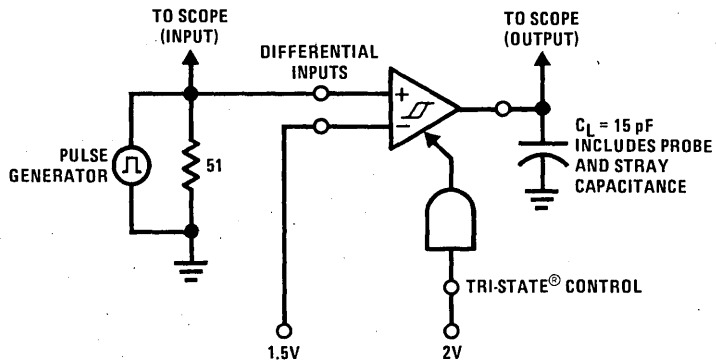 TO SCOPE
(INPUT)
TO SCOPE
(OUTPUT)
DIFFERENTIAL
INPUTS
+
−
PULSE
GENERATOR
51
CL = 15 pF
INCLUDES PROBE
AND STRAY
CAPACITANCE
TRI-STATE® CONTROL
1.5V
2V